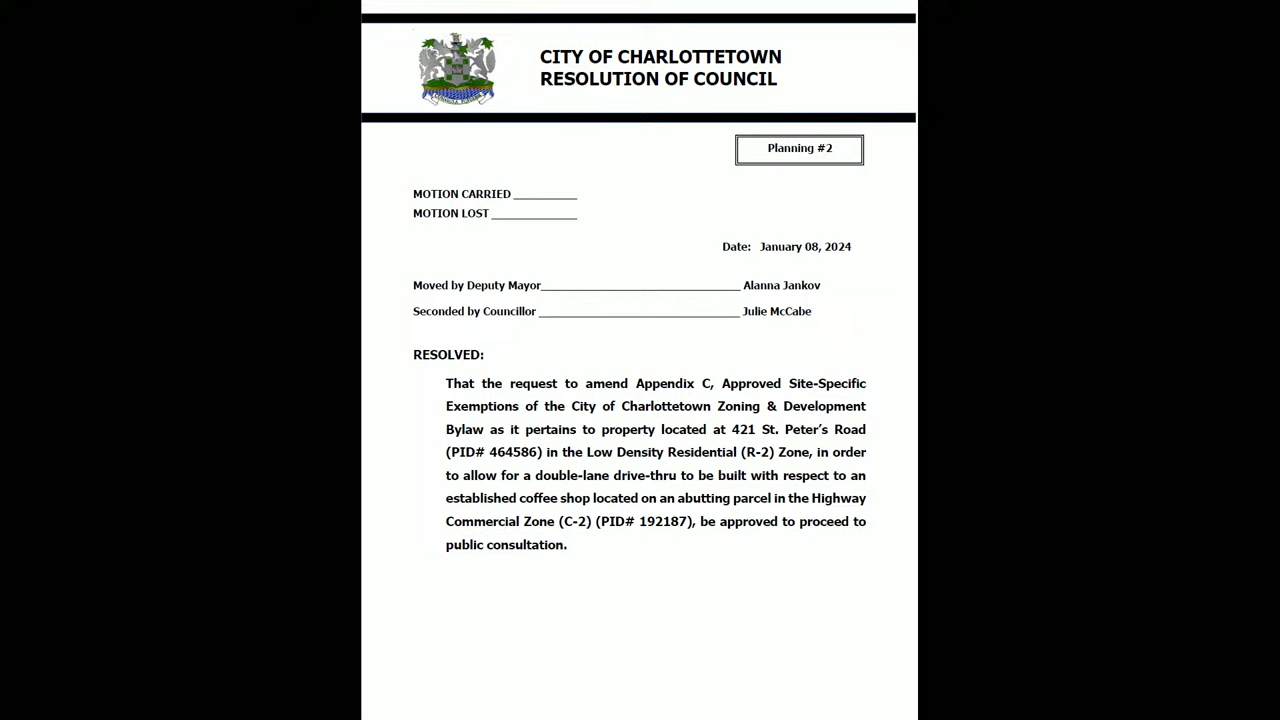 CITY OF CHARLOTTETOWN
RESOLUTION OF COUNCIL
Planning #2
MOTION CARRIED __________
MOTION LOST _____________
Date: January 08, 2024
Moved by Deputy Mayor_______________________________ Alanna Jankov
Seconded by Councillor _______________________________ Julie McCabe
RESOLVED:
That the request to amend Appendix C, Approved Site-Specific
Exemptions of the City of Charlottetown Zoning & Development
Bylaw as it pertains to property located at 421 St. Peter’s Road
(PID# 464586) in the Low Density Residential (R-2) Zone, in order
to allow for a double-lane drive-thru to be built with respect to an
established coffee shop located on an abutting parcel in the Highway
Commercial Zone (C-2) (PID# 192187), be approved to proceed to
public consultation.